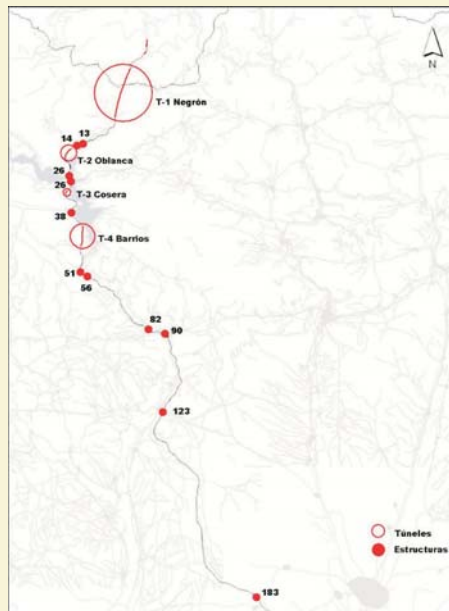 N
T-1 Negrón
14
13
T-2 Oblanca
26
26
T-3 Cosera
38
T-4 Barrios
51
56
82
90
123
Túneles
Estructuras
183